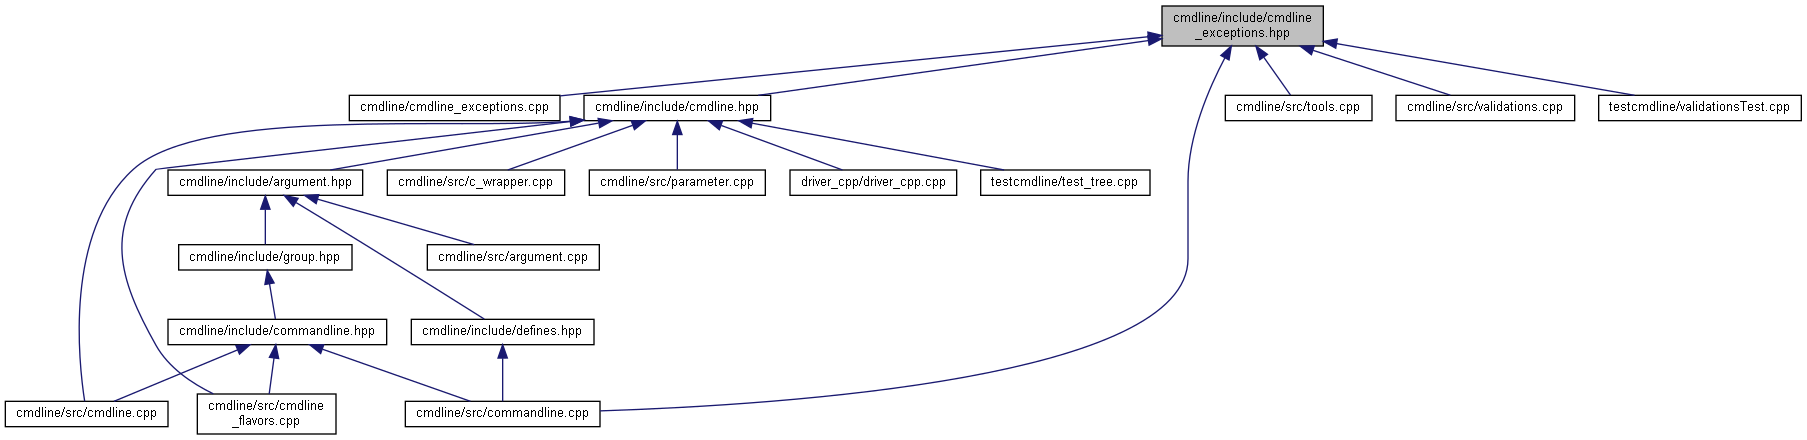 cmdline/include/cmdline
_exceptions.hpp
cmdline/cmdline_exceptions.cpp
cmdline/include/cmdline.hpp
cmdline/src/tools.cpp
cmdline/src/validations.cpp
testcmdline/validationsTest.cpp
cmdline/include/argument.hpp
cmdline/src/c_wrapper.cpp
cmdline/src/parameter.cpp
driver_cpp/driver_cpp.cpp
testcmdline/test_tree.cpp
cmdline/include/group.hpp
cmdline/src/argument.cpp
cmdline/include/commandline.hpp
cmdline/include/defines.hpp
cmdline/src/cmdline.cpp
cmdline/src/cmdline
_flavors.cpp
cmdline/src/commandline.cpp